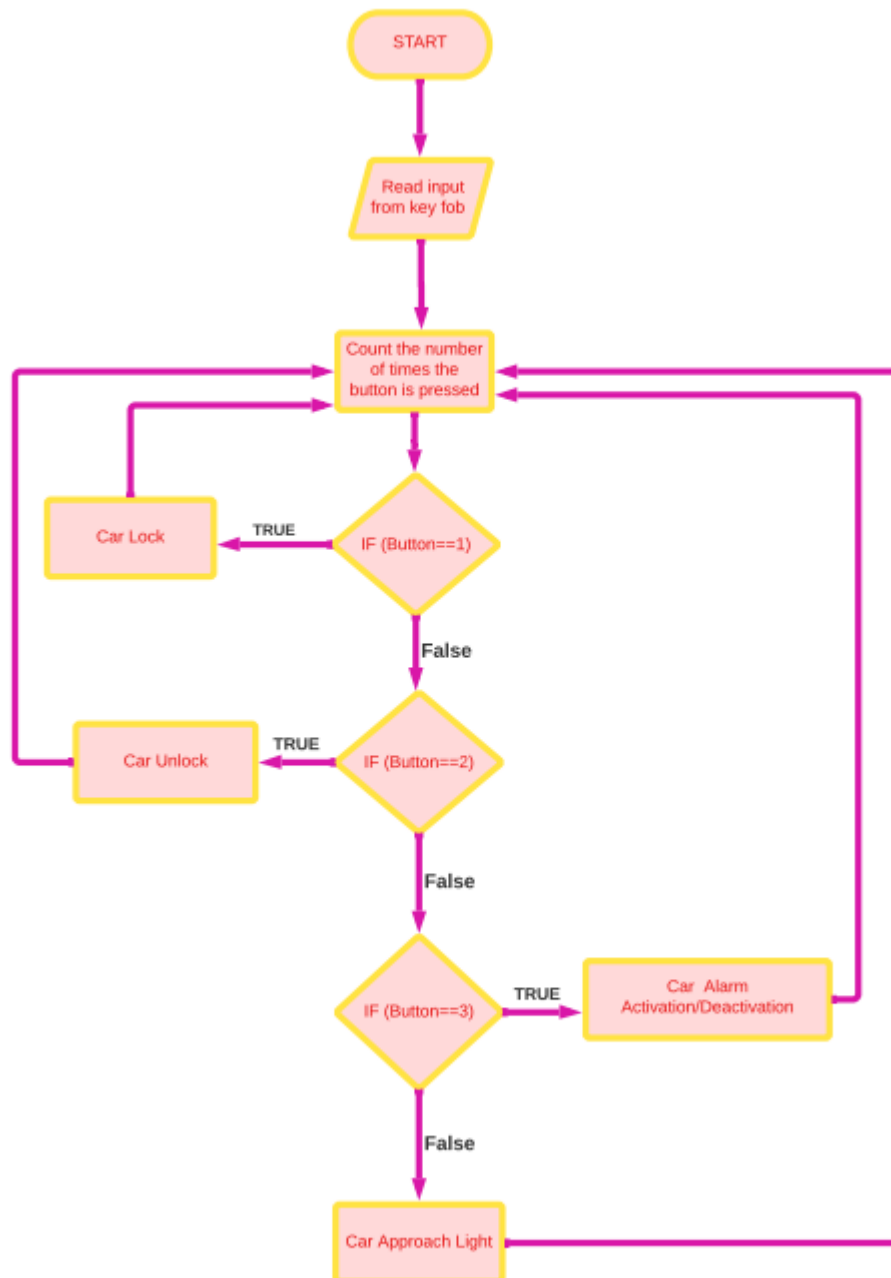 START
Read input
from key fob
Count the number
of times the
button is pressed
TRUE
Car Lock
IF (Button==1)
False
TRUE
Car Unlock
IF (Button==2)
False
TRUE
IF (Button==3)
Car Alarm
Activation/Deactivation
False
Car Approach Light